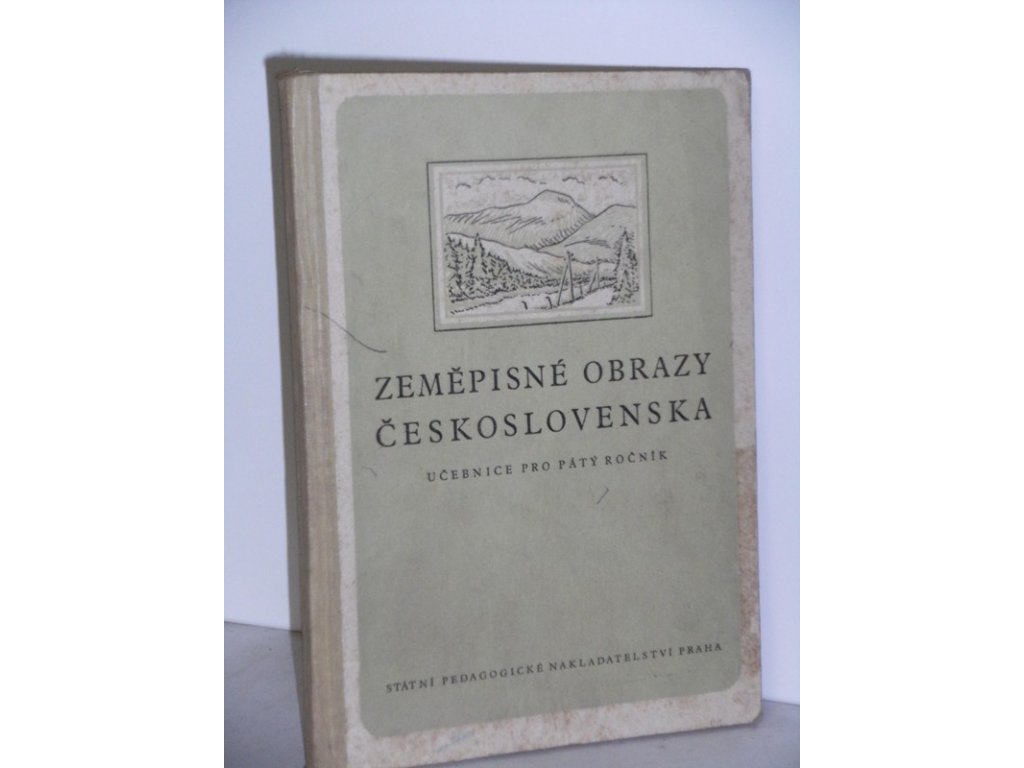 ZEMĚPISNÉ OBRAZY
ČESKOSLOVENSKA
UČEBNICE PRO PÁTÝ ROČNÍK
STÁTNÍ PEDAGOGICKÉ NAKLADATELSTVÍ PRAHA